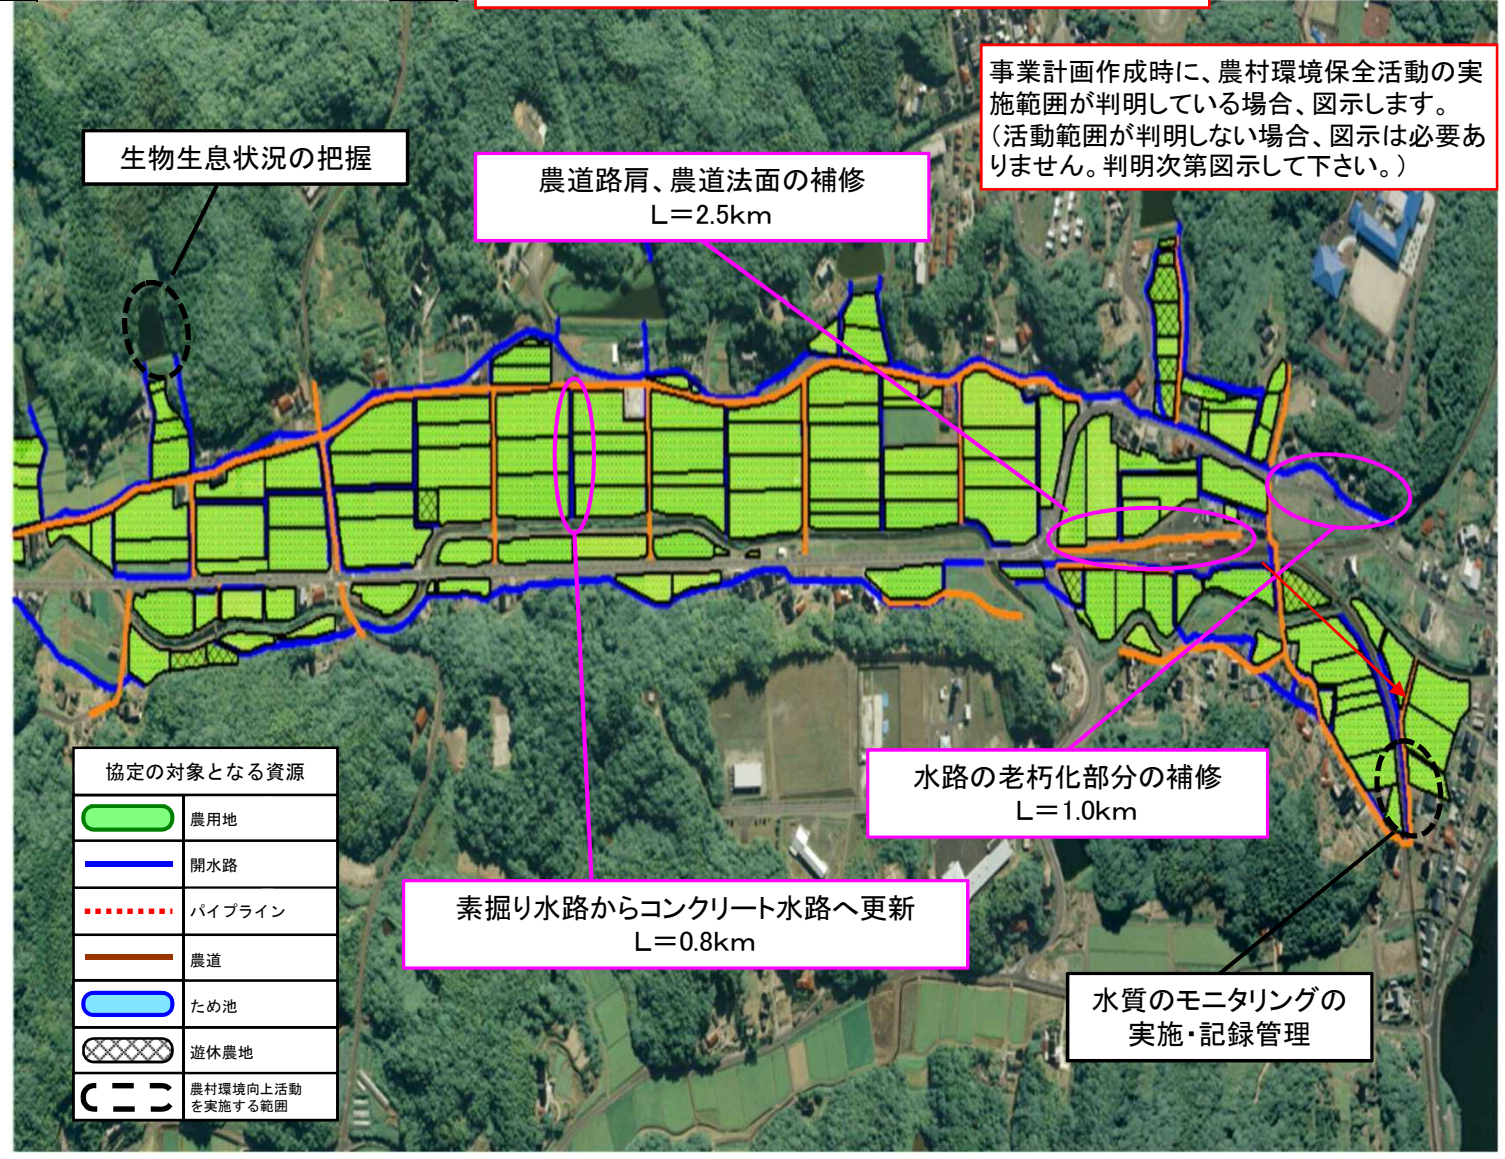 事業計画作成時に、農村環境保全活動の実
施範囲が判明している場合、図示します。
（活動範囲が判明しない場合、図示は必要あ
りません。判明次第図示して下さい。）
生物生息状況の把握
農道路肩、農道法面の補修
L＝2.5km
水路の老朽化部分の補修
L＝1.0km
素掘り水路からコンクリート水路へ更新
L＝0.8km
水質のモニタリングの
実施・記録管理
協定の対象となる資源
農用地
開水路
パイプライン
農道
ため池
遊休農地
農村環境向上活動
を実施する範囲